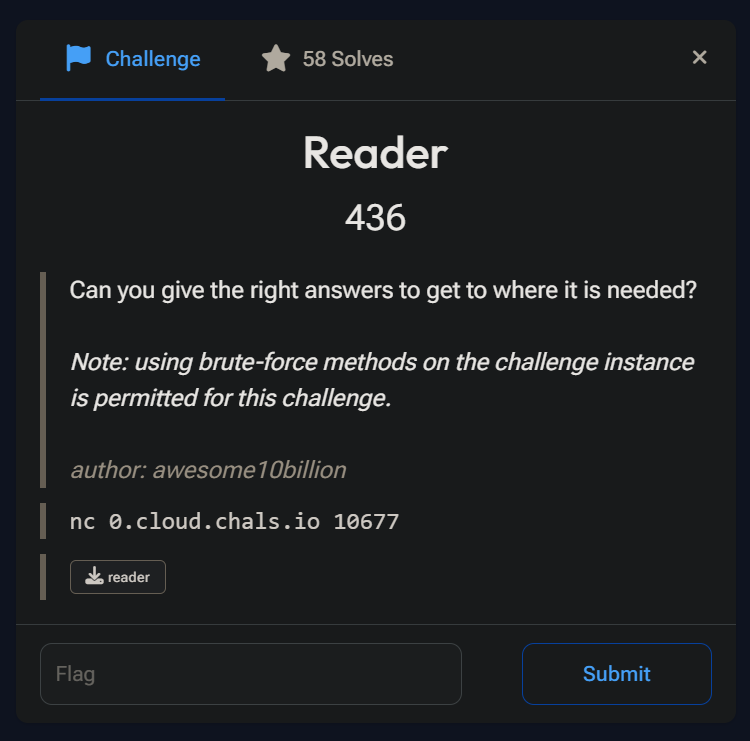 Challenge
58 Solves
×
Reader
436
Can you give the right answers to get to where it is needed?
Note: using brute-force methods on the challenge instance
is permitted for this challenge.
author: awesome10billion
nc 0.cloud.chals.io 10677
reader
Flag
Submit